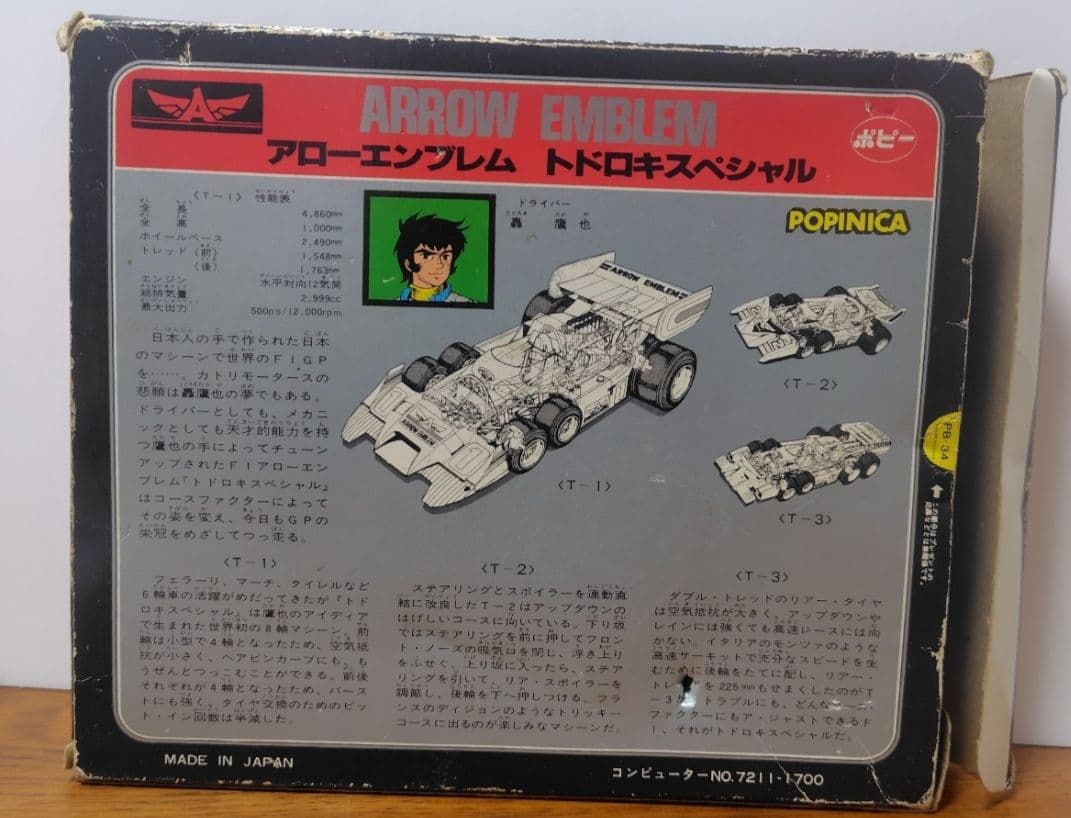 A
ARROW EMBLEM
アローエンブレム トドロキスペシャル
ポピー
POPINICA
〈T-1〉 性能表
全長 4,860mm
全高 1,000mm
ホイールベース 2,490mm
トレッド(前) 1,548mm
(後) 1,763mm
エンジン 水平対向12気筒
総排気量 2,999cc
最大出力 500ps/12,000rpm
ドライバー
轟鷹也
日本人の手で作られた日本
のマシーンで世界のF1GP
を……。カトリモータースの
悲願は轟鷹也の夢でもある。
ドライバーとしても、メカニ
ックとしても天才的能力を持
つ鷹也の手によってチューン
アップされたF1アローエン
ブレム「トドロキスペシャル」
はコースファクターによって
その姿を変え、今日もGPの
栄冠をめざしてつっ走る。
ARROW EMBLEM
ARROW EMBLEM
〈T-1〉
〈T-2〉
〈T-3〉
PB-34
〈T-1〉
フェラーリ、マーチ、タイレルなど
6輪車の活躍がめだってきたが『トド
ロキスペシャル』は鷹也のアイディア
で生まれた世界初の8輪マシーン。前
輪は小型で4輪となったため、空気抵
抗が小さく、ヘアピンカーブにも、も
うぜんとつっこむことができる。前後
それぞれが4輪となったため、バース
トにも強く、タイヤ交換のためのピッ
ト・イン回数は半減した。
〈T-2〉
ステアリングとスポイラーを連動直
結に改良したT-2はアップダウンの
はげしいコースに向いている。下り坂
ではステアリングを前に押してフロン
ト・ノーズの吸気口を閉じ、浮き上り
をふせぐ。上り坂に入ったら、ステア
リングを引いて、リア・スポイラーを
調節し、後輪を下へ押しつける。フラ
ンスのディジョンのようなトリッキー
コースに出るのが楽しみなマシーンだ。
〈T-3〉
ダブル・トレッドのリアー・タイヤ
は空気抵抗が大きく、アップダウンや
レインには強くても高速レースには向
かない。イタリアのモンツァのような
高速サーキットで充分なスピードを生
むために後輪をたてに配し、リアー・
トレ を225mmもせまくしたのがT
-3 トラブルにも、どんな
ファクターにもア・ジャストできるF
1、それがトドロキスペシャルだ。
MADE IN JAPAN
コンピューターNO.7211-1700